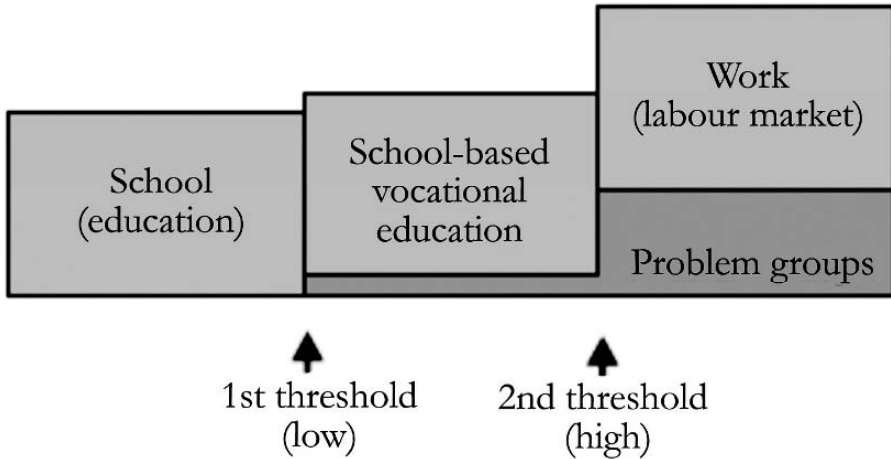 School
(education)
School-based
vocational
education
Work
(labour market)
Problem groups
1st threshold
(low)
2nd threshold
(high)